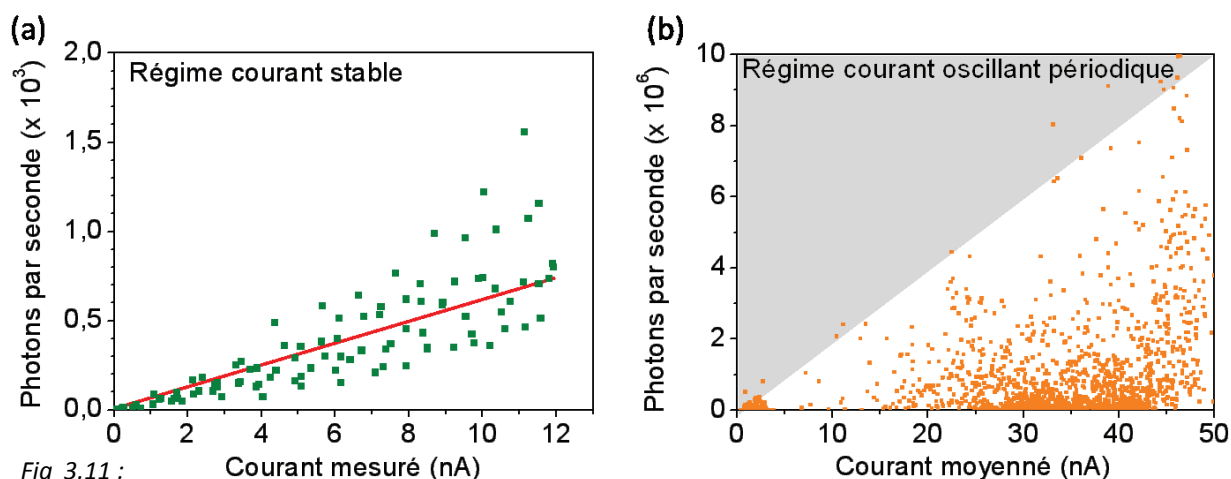 (a)
2,0
1,5
1,0
0,5
0,0
Photons par seconde (x 10³)
Régime courant stable
0 2 4 6 8 10 12
Courant mesuré (nA)
Fig 3.11 :
(b)
10
8
6
4
2
0
Photons par seconde (x 10⁶)
Régime courant oscillant périodique
0 10 20 30 40 50
Courant moyenné (nA)